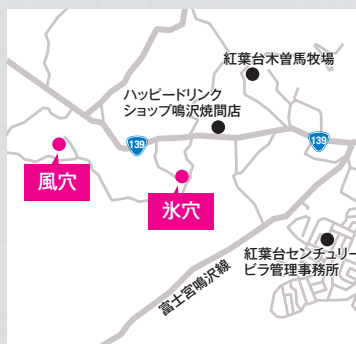 紅葉台木曽馬牧場
ハッピードリンク
ショップ鳴沢焼間店
139
139
風穴
氷穴
紅葉台センチュリー
ビラ管理事務所
富士宮鳴沢線